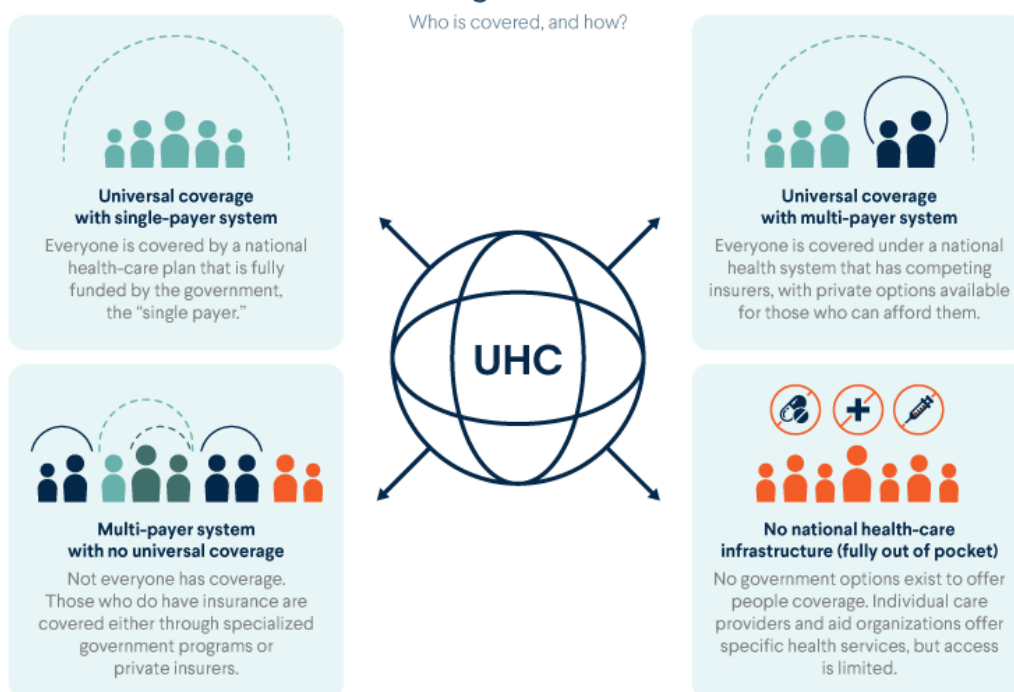 Who is covered, and how?
Universal coverage
with single-payer system
Everyone is covered by a national
health-care plan that is fully
funded by the government,
the “single payer.”
Universal coverage
with multi-payer system
Everyone is covered under a national
health system that has competing
insurers, with private options available
for those who can afford them.
UHC
Multi-payer system
with no universal coverage
Not everyone has coverage.
Those who do have insurance are
covered either through specialized
government programs or
private insurers.
No national health-care
infrastructure (fully out of pocket)
No government options exist to offer
people coverage. Individual care
providers and aid organizations offer
specific health services, but access
is limited.